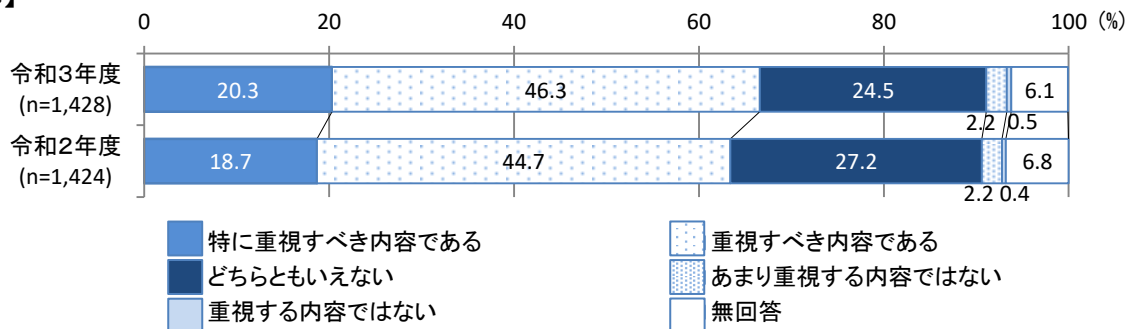 】
0 20 40 60 80 100 (%)
令和3年度
(n=1,428)
20.3 46.3 24.5 2.2 0.5 6.1
令和2年度
(n=1,424)
18.7 44.7 27.2 2.2 0.4 6.8
特に重視すべき内容である 重視すべき内容である
どちらともいえない あまり重視する内容ではない
重視する内容ではない 無回答